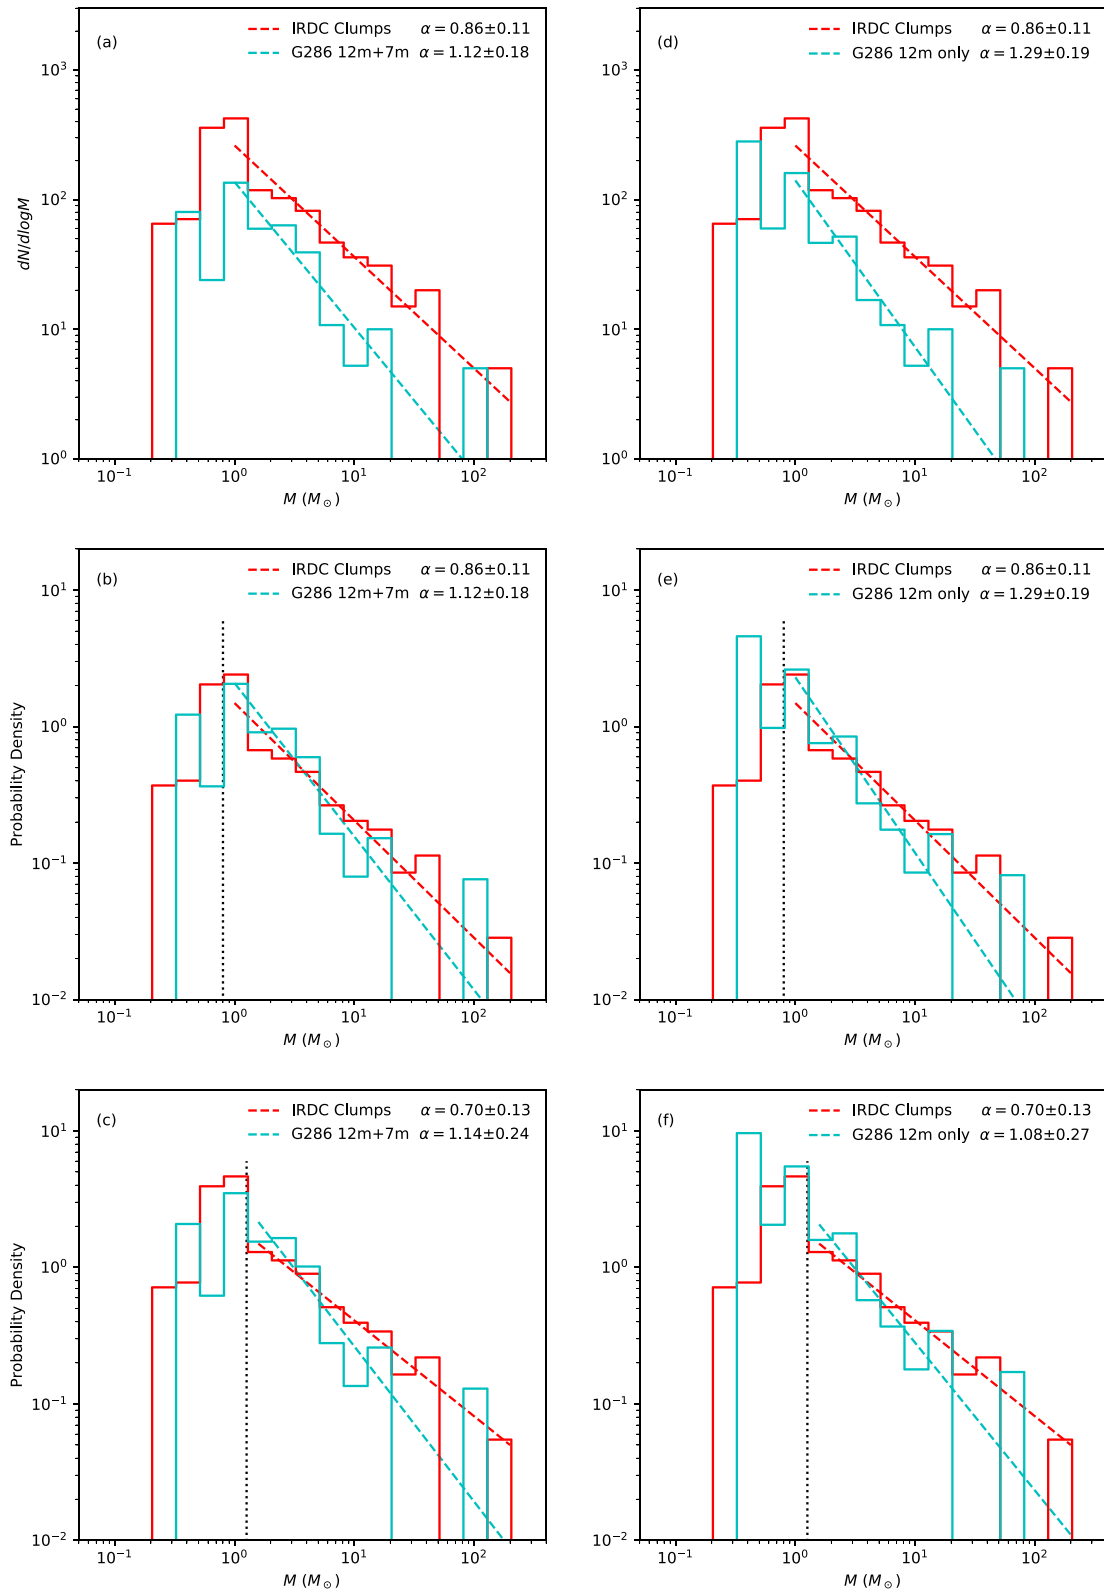 (a)
IRDC Clumps α = 0.86±0.11
G286 12m+7m α = 1.12±0.18
10³
10²
10¹
10⁰
dN/dlogM
10⁻¹ 10⁰ 10¹ 10²
M (M⊙)
(d)
IRDC Clumps α = 0.86±0.11
G286 12m only α = 1.29±0.19
10³
10²
10¹
10⁰
10⁻¹ 10⁰ 10¹ 10²
M (M⊙)
(b)
IRDC Clumps α = 0.86±0.11
G286 12m+7m α = 1.12±0.18
10¹
10⁰
10⁻¹
10⁻²
Probability Density
10⁻¹ 10⁰ 10¹ 10²
M (M⊙)
(e)
IRDC Clumps α = 0.86±0.11
G286 12m only α = 1.29±0.19
10¹
10⁰
10⁻¹
10⁻²
10⁻¹ 10⁰ 10¹ 10²
M (M⊙)
(c)
IRDC Clumps α = 0.70±0.13
G286 12m+7m α = 1.14±0.24
10¹
10⁰
10⁻¹
10⁻²
Probability Density
10⁻¹ 10⁰ 10¹ 10²
M (M⊙)
(f)
IRDC Clumps α = 0.70±0.13
G286 12m only α = 1.08±0.27
10¹
10⁰
10⁻¹
10⁻²
10⁻¹ 10⁰ 10¹ 10²
M (M⊙)